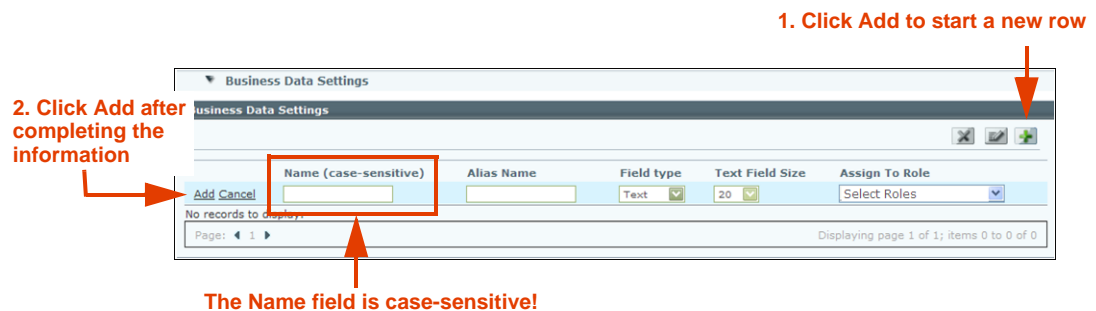 1. Click Add to start a new row
Business Data Settings
2. Click Add after
completing the
information
usiness Data Settings
Name (case-sensitive) Alias Name Field type Text Field Size Assign To Role
Add Cancel Text 20 Select Roles
No records to display.
Page: 1 Displaying page 1 of 1; items 0 to 0 of 0
The Name field is case-sensitive!